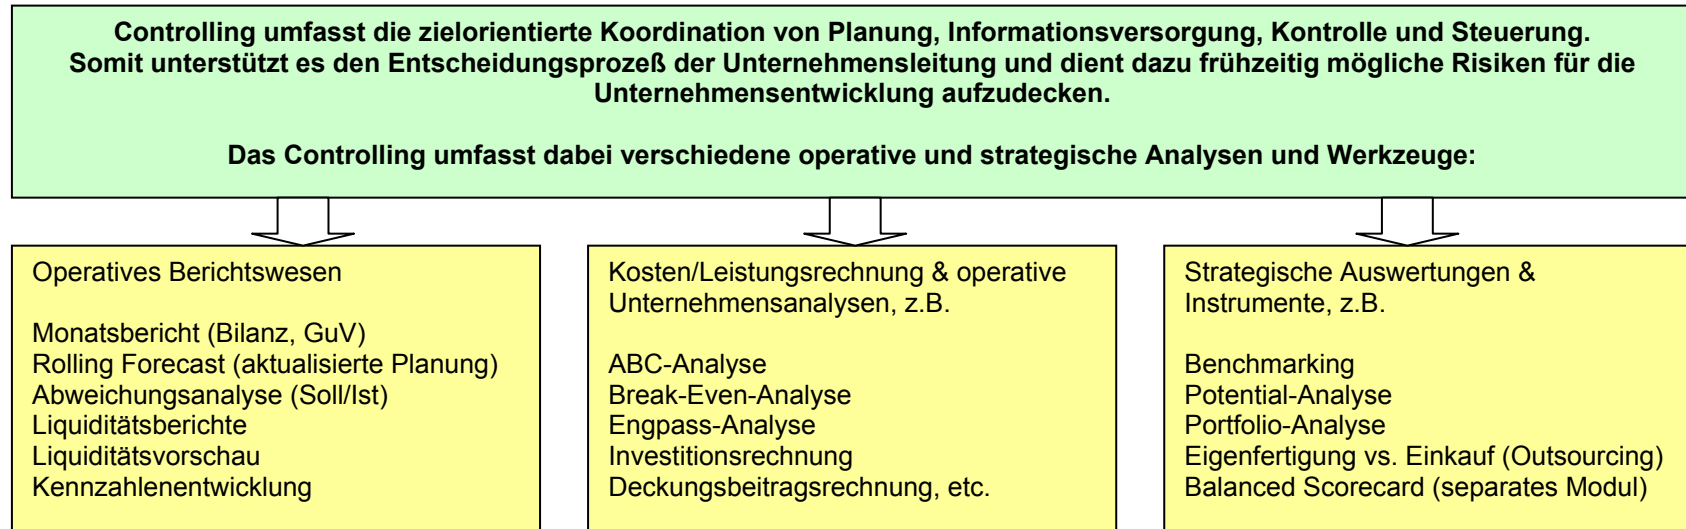 Controlling umfasst die zielorientierte Koordination von Planung, Informationsversorgung, Kontrolle und Steuerung.
Somit unterstützt es den Entscheidungsprozeß der Unternehmensleitung und dient dazu frühzeitig mögliche Risiken für die
Unternehmensentwicklung aufzudecken.
Das Controlling umfasst dabei verschiedene operative und strategische Analysen und Werkzeuge:
Operatives Berichtswesen
Monatsbericht (Bilanz, GuV)
Rolling Forecast (aktualisierte Planung)
Abweichungsanalyse (Soll/Ist)
Liquiditätsberichte
Liquiditätsvorschau
Kennzahlenentwicklung
Kosten/Leistungsrechnung & operative
Unternehmensanalysen, z.B.
ABC-Analyse
Break-Even-Analyse
Engpass-Analyse
Investitionsrechnung
Deckungsbeitragsrechnung, etc.
Strategische Auswertungen &
Instrumente, z.B.
Benchmarking
Potential-Analyse
Portfolio-Analyse
Eigenfertigung vs. Einkauf (Outsourcing)
Balanced Scorecard (separates Modul)